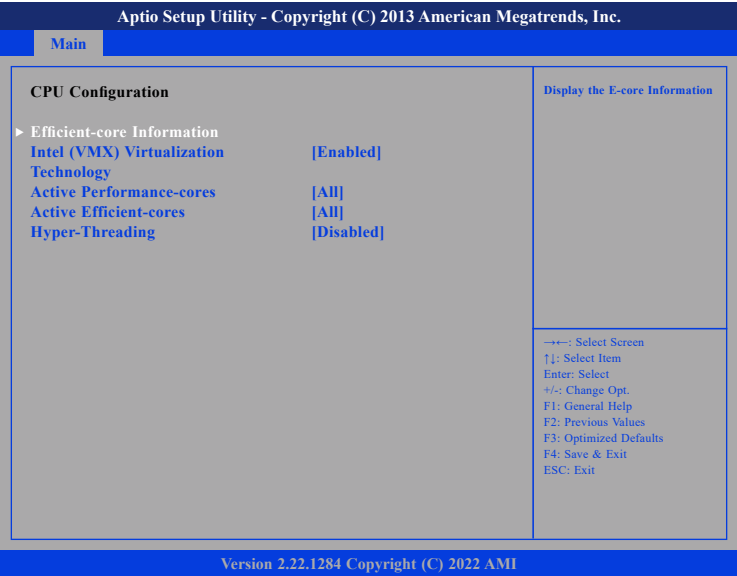 Aptio Setup Utility - Copyright (C) 2013 American Megatrends, Inc.
Main
CPU Configuration
► Efficient-core Information
Intel (VMX) Virtualization [Enabled]
Technology
Active Performance-cores [All]
Active Efficient-cores [All]
Hyper-Threading [Disabled]
Display the E-core Information
→←: Select Screen
↑↓: Select Item
Enter: Select
+/-: Change Opt.
F1: General Help
F2: Previous Values
F3: Optimized Defaults
F4: Save & Exit
ESC: Exit
Version 2.22.1284 Copyright (C) 2022 AMI